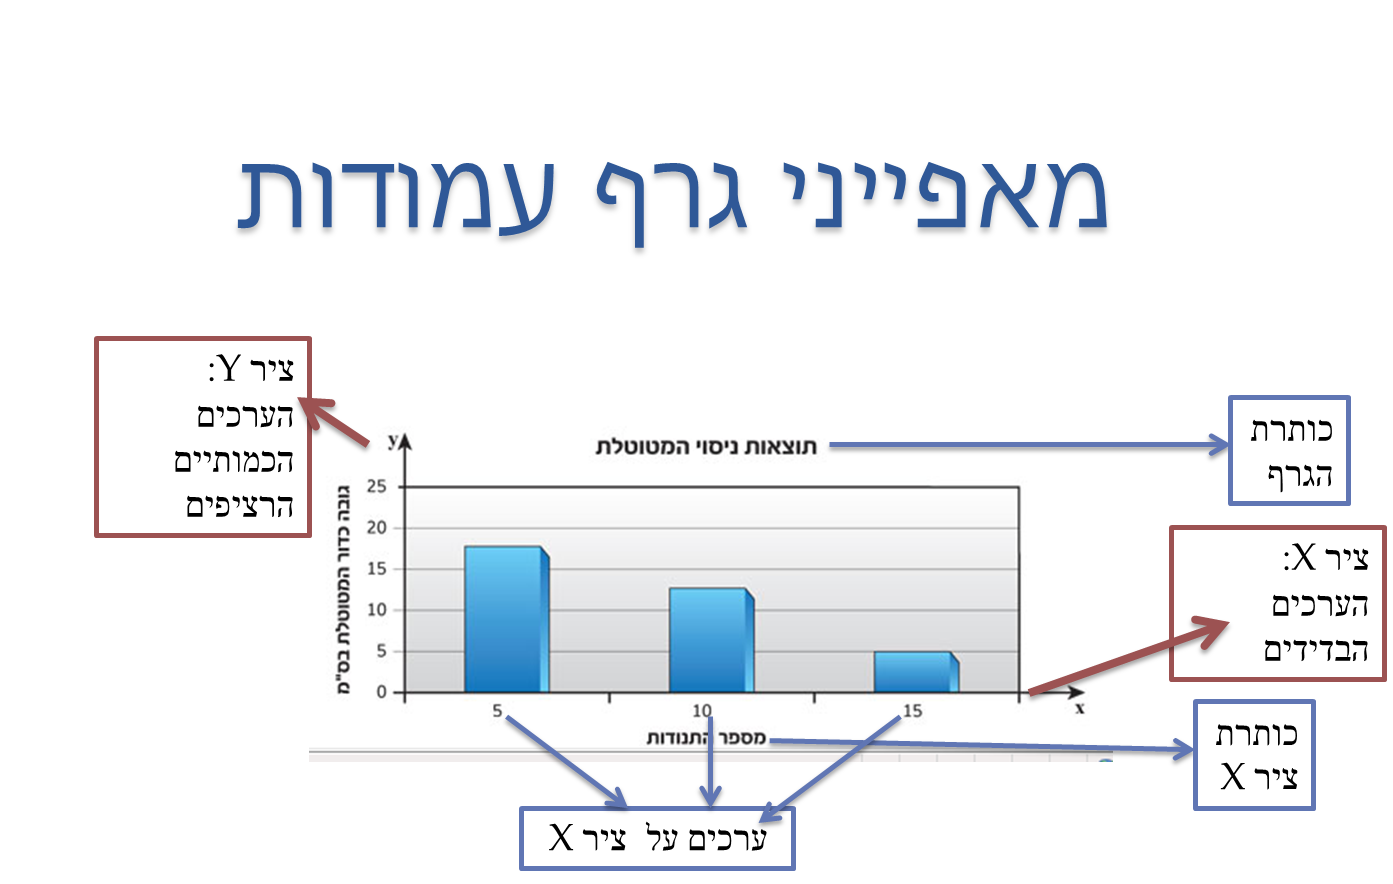 מאפייני גרף עמודות
ציר Y:
הערכים
הכמותיים
הרציפים
כותרת
הגרף
תוצאות ניסוי המטוטלת
y
גובה כדור המטוטלת בס"מ
25
20
15
10
5
0
5
10
15
x
מספר התנודות
ציר X:
הערכים
הבדידים
כותרת
ציר X
ערכים על ציר X